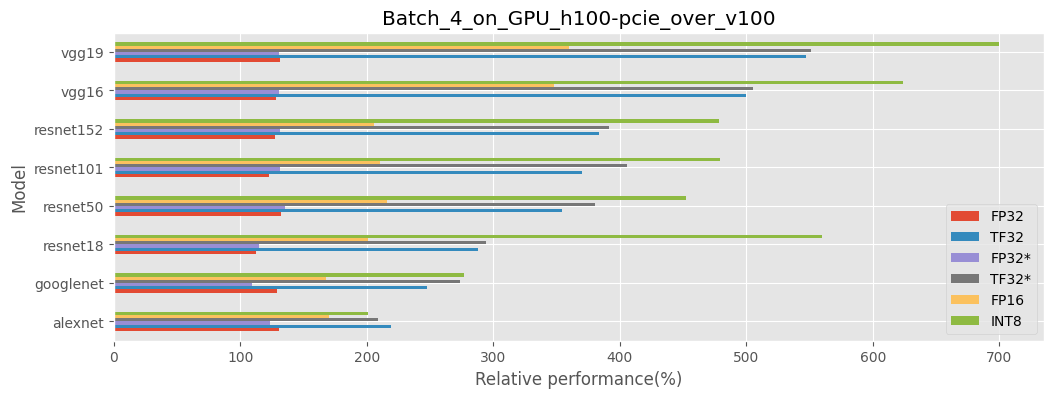 Batch_4_on_GPU_h100-pcie_over_v100
Model
vgg19
vgg16
resnet152
resnet101
resnet50
resnet18
googlenet
alexnet
FP32
TF32
FP32*
TF32*
FP16
INT8
0 100 200 300 400 500 600 700
Relative performance(%)